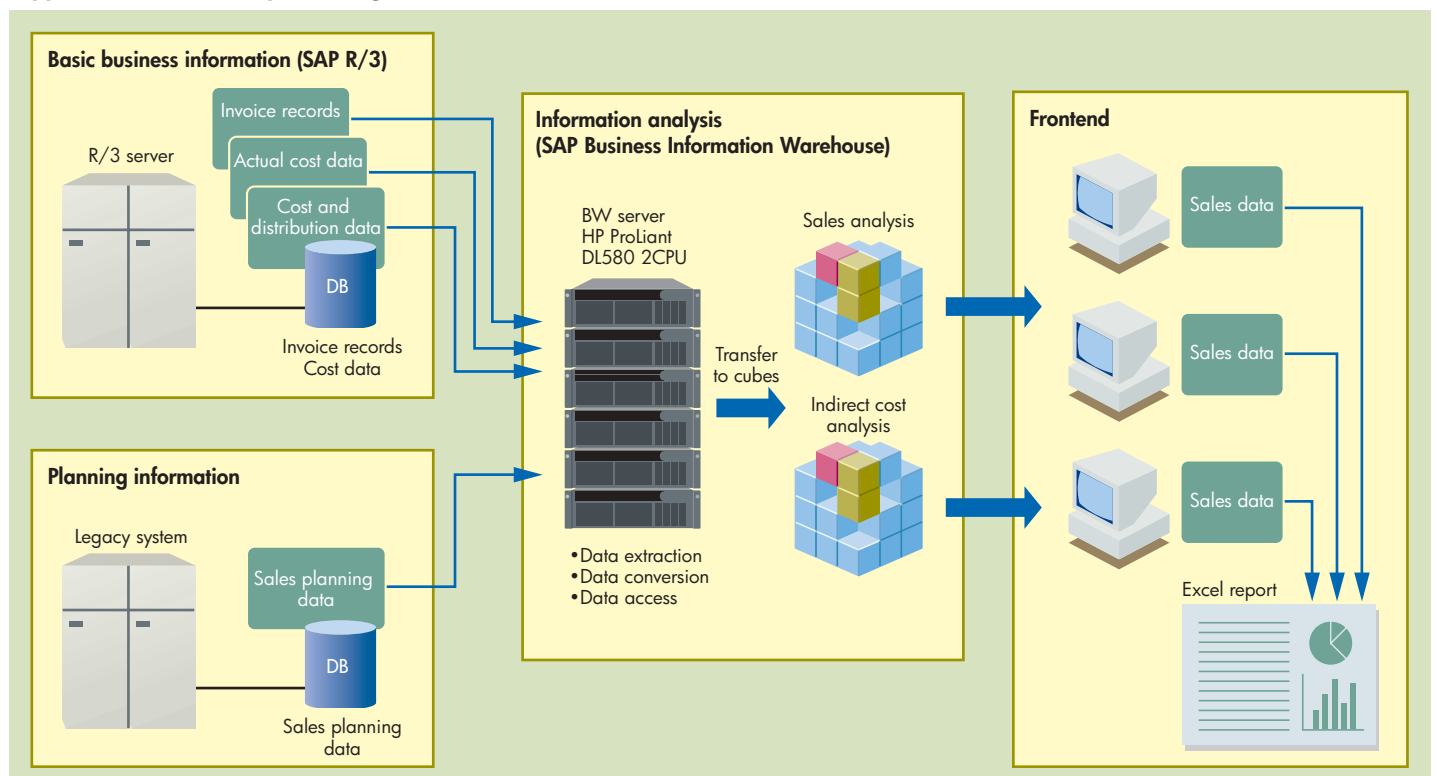 Basic business information (SAP R/3)
R/3 server
Invoice records
Actual cost data
Cost and
distribution data
DB
Invoice records
Cost data
Planning information
Legacy system
Sales planning
data
DB
Sales planning
data
Information analysis
(SAP Business Information Warehouse)
BW server
HP ProLiant
DL580 2CPU
•Data extraction
•Data conversion
•Data access
Transfer
to cubes
Sales analysis
Indirect cost
analysis
Frontend
Sales data
Sales data
Sales data
Excel report